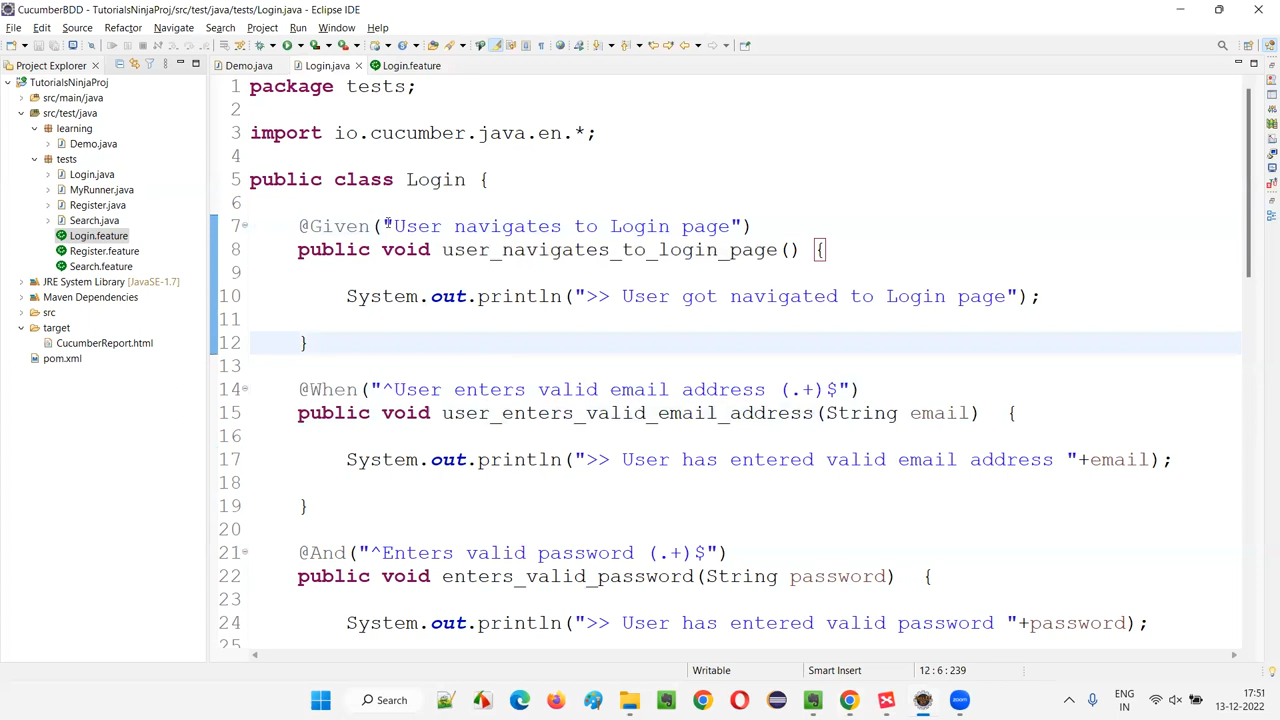 CucumberBDD - TutorialsNinjaProj/src/test/java/tests/Login.java - Eclipse IDE
File Edit Source Refactor Navigate Search Project Run Window Help
Project Explorer
Demo.java Login.java Login.feature
TutorialsNinjaProj
src/main/java
src/test/java
learning
Demo.java
tests
Login.java
MyRunner.java
Register.java
Search.java
Login.feature
Register.feature
Search.feature
JRE System Library [JavaSE-1.7]
Maven Dependencies
src
target
CucumberReport.html
pom.xml
1 package tests;
2
3 import io.cucumber.java.en.*;
4
5 public class Login {
6
7 @Given("User navigates to Login page")
8 public void user_navigates_to_login_page() {
9
10 System.out.println(">> User got navigated to Login page");
11
12 }
13
14 @When("^User enters valid email address (.+)$")
15 public void user_enters_valid_email_address(String email) {
16
17 System.out.println(">> User has entered valid email address "+email);
18
19 }
20
21 @And("^Enters valid password (.+)$")
22 public void enters_valid_password(String password) {
23
24 System.out.println(">> User has entered valid password "+password);
25
Writable Smart Insert 12 : 6 : 239
Search
ENG
IN
17:51
13-12-2022